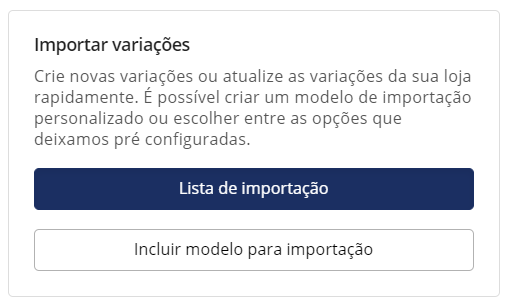 Importar variações
Crie novas variações ou atualize as variações da sua loja
rapidamente. É possível criar um modelo de importação
personalizado ou escolher entre as opções que
deixamos pré configuradas.
Lista de importação
Incluir modelo para importação